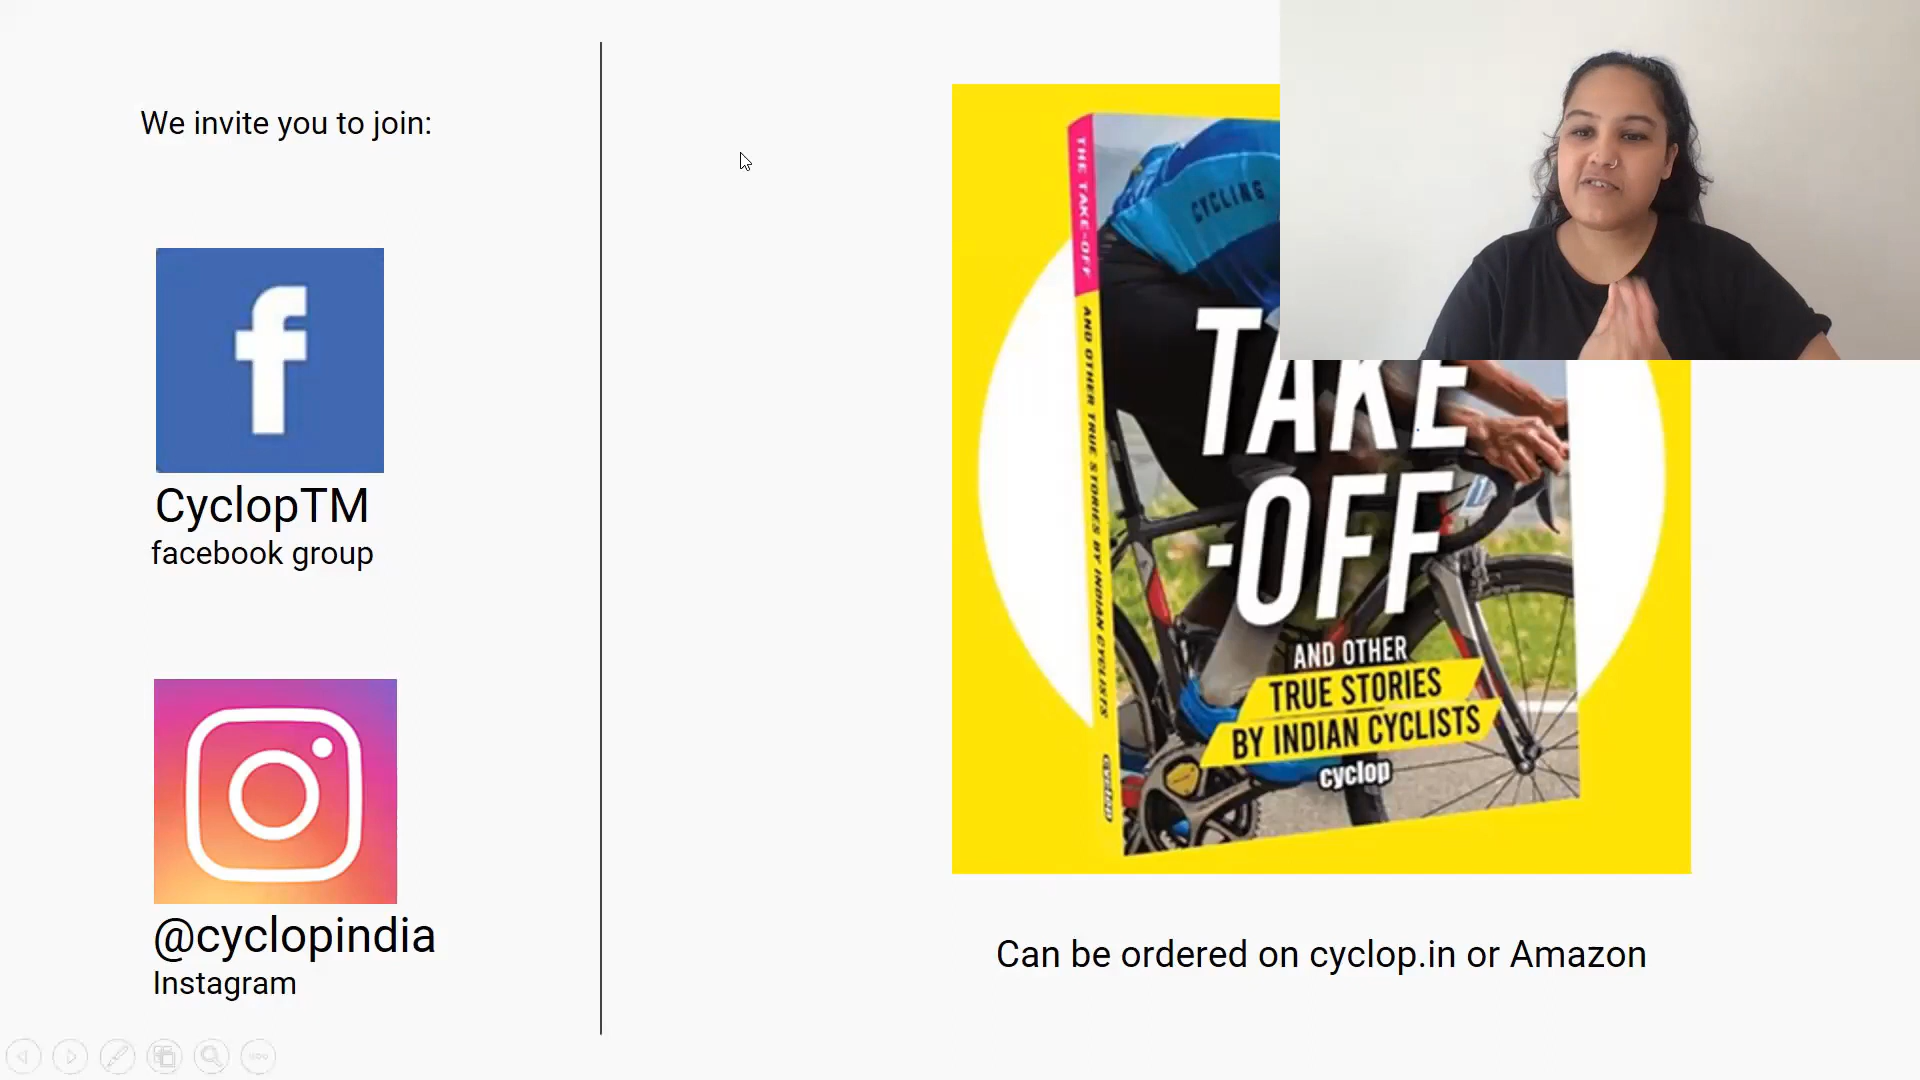 We invite you to join:
f
CyclopTM
facebook group
@cyclopindia
Instagram
THE TAKE-OFF AND OTHER TRUE STORIES BY INDIAN CYCLISTS cyclop
CYCLING
TAKE
-OFF
AND OTHER
TRUE STORIES
BY INDIAN CYCLISTS
cyclop
Can be ordered on cyclop.in or Amazon